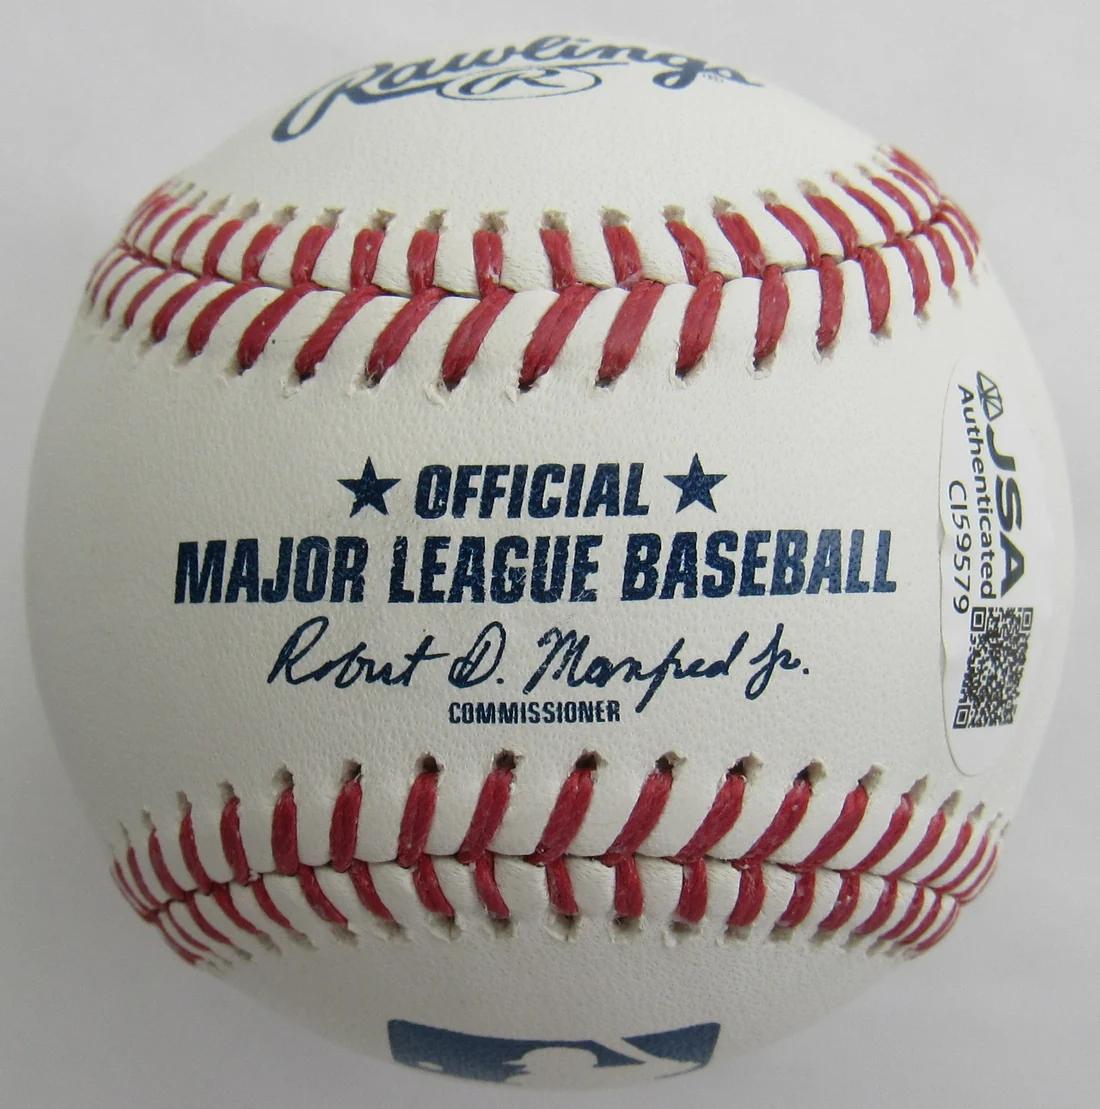 Rawlings ®
R
★ OFFICIAL ★
MAJOR LEAGUE BASEBALL
Robert D. Manfred Jr.
COMMISSIONER
JSA
Authenticated
CI59579